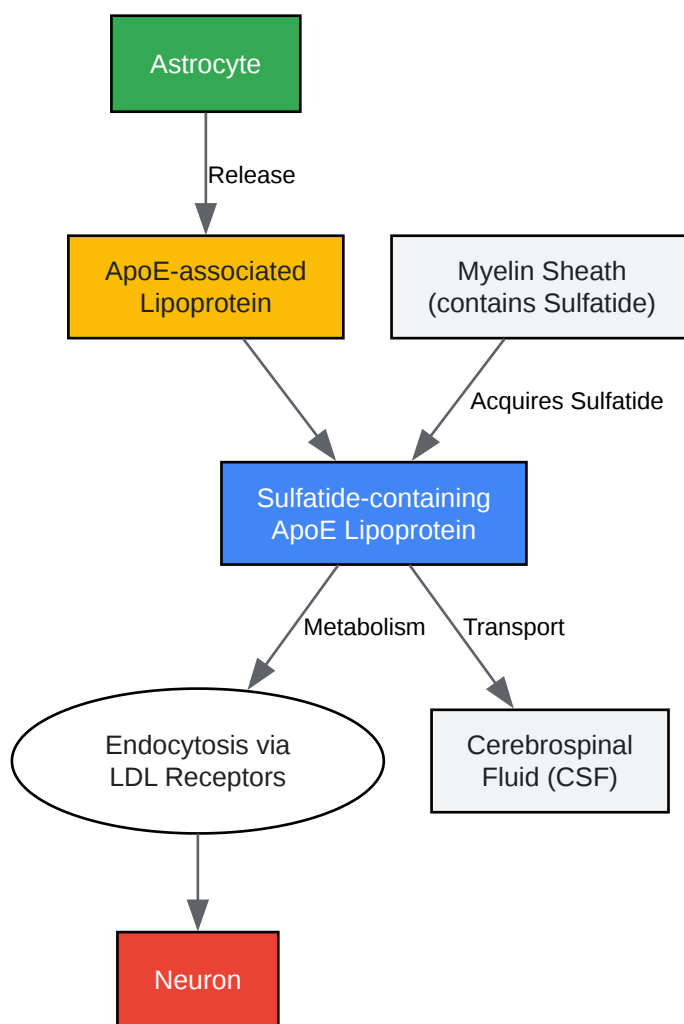 Astrocyte
Release
ApoE-associated
Lipoprotein
Myelin Sheath
(contains Sulfatide)
Acquires Sulfatide
Sulfatide-containing
ApoE Lipoprotein
Metabolism
Transport
Endocytosis via
LDL Receptors
Cerebrospinal
Fluid (CSF)
Neuron